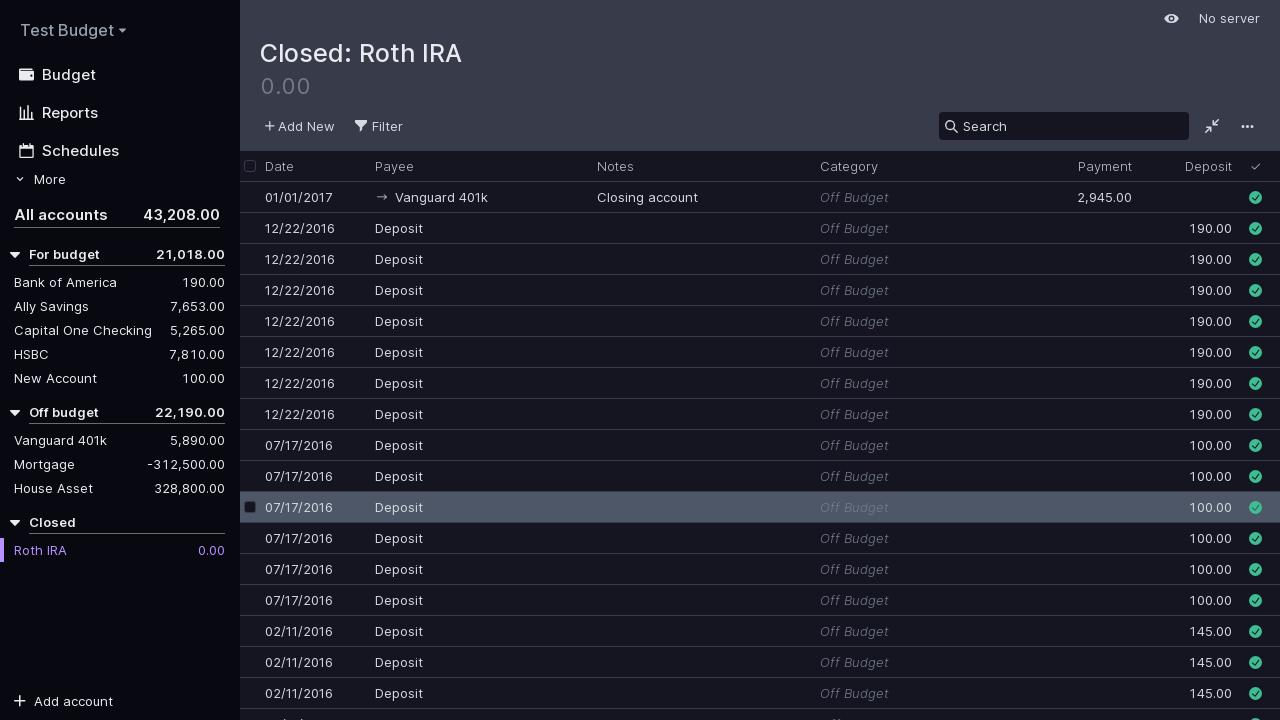 Test Budget
Budget
Reports
Schedules
More
All accounts 43,208.00
For budget 21,018.00
Bank of America 190.00
Ally Savings 7,653.00
Capital One Checking 5,265.00
HSBC 7,810.00
New Account 100.00
Off budget 22,190.00
Vanguard 401k 5,890.00
Mortgage -312,500.00
House Asset 328,800.00
Closed
Roth IRA 0.00
Add account
No server
Closed: Roth IRA
0.00
Add New Filter Search
Date Payee Notes Category Payment Deposit
01/01/2017 → Vanguard 401k Closing account Off Budget 2,945.00
12/22/2016 Deposit Off Budget 190.00
12/22/2016 Deposit Off Budget 190.00
12/22/2016 Deposit Off Budget 190.00
12/22/2016 Deposit Off Budget 190.00
12/22/2016 Deposit Off Budget 190.00
12/22/2016 Deposit Off Budget 190.00
12/22/2016 Deposit Off Budget 190.00
07/17/2016 Deposit Off Budget 100.00
07/17/2016 Deposit Off Budget 100.00
07/17/2016 Deposit Off Budget 100.00
07/17/2016 Deposit Off Budget 100.00
07/17/2016 Deposit Off Budget 100.00
07/17/2016 Deposit Off Budget 100.00
02/11/2016 Deposit Off Budget 145.00
02/11/2016 Deposit Off Budget 145.00
02/11/2016 Deposit Off Budget 145.00